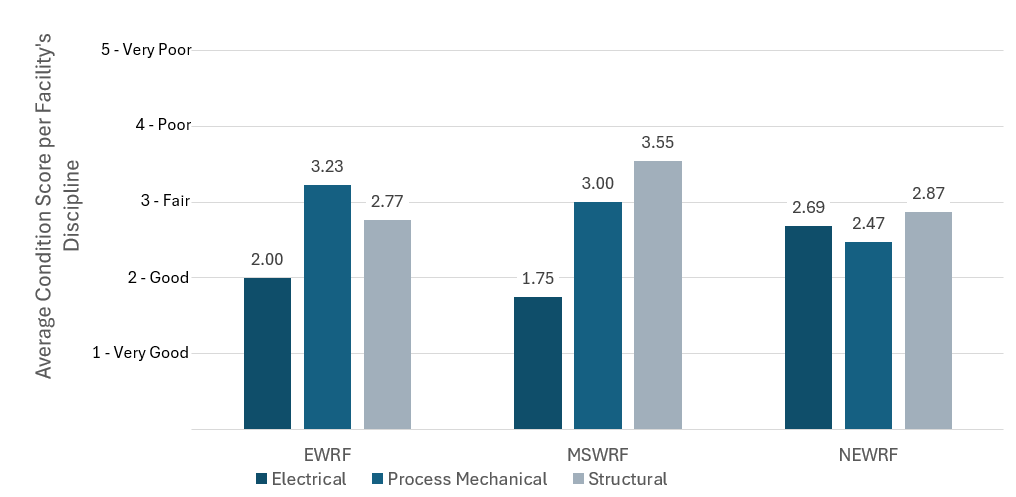 Average Condition Score per Facility's
Discipline
5 - Very Poor
4 - Poor
3 - Fair
2 - Good
1 - Very Good
2.00
3.23
2.77
1.75
3.00
3.55
2.69
2.47
2.87
EWRF
MSWRF
NEWRF
Electrical
Process Mechanical
Structural